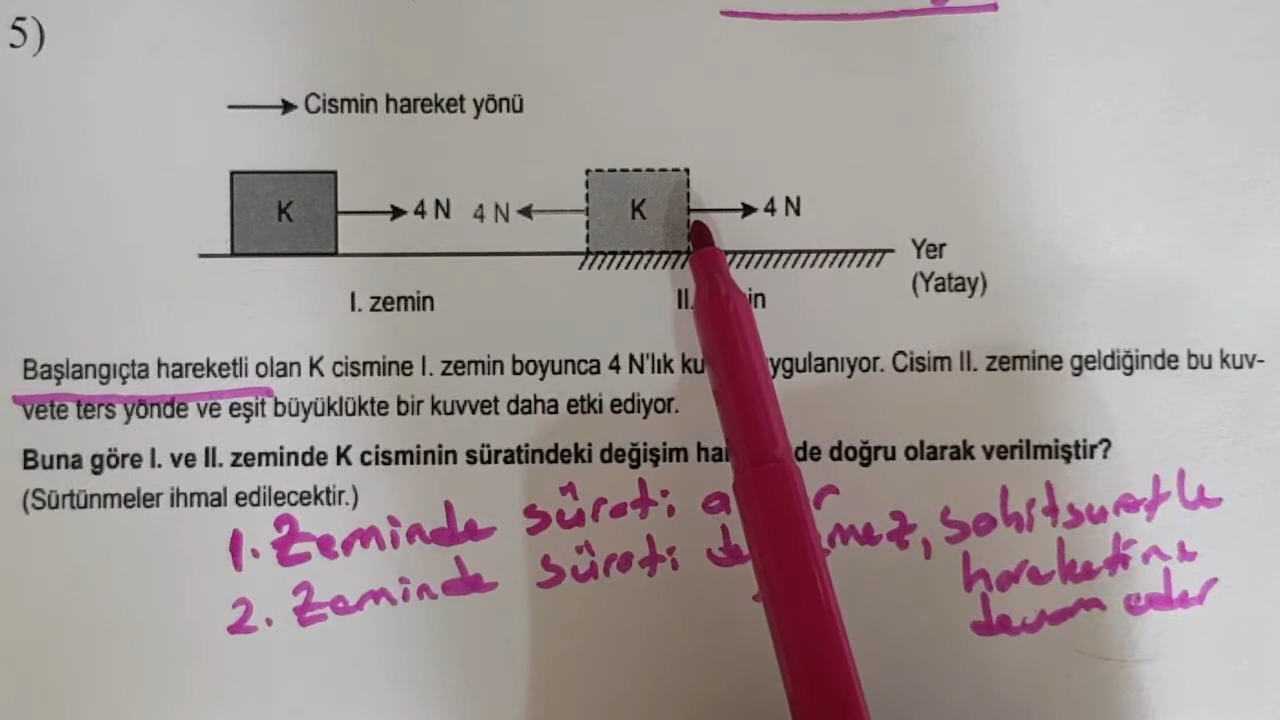 5)
Cismin hareket yönü
K 4 N 4 N K 4 N
Yer
(Yatay)
I. zemin II.
Başlangıçta hareketli olan K cismine I. zemin boyunca 4 N'lık uygulanıyor. Cisim II. zemine geldiğinde bu kuv-
vete ters yönde ve eşit büyüklükte bir kuvvet daha etki ediyor.
Buna göre I. ve II. zeminde K cisminin süratindeki değişim de doğru olarak verilmiştir?
(Sürtünmeler ihmal edilecektir.)
1. Zeminde sürati
2. Zeminde sürati mez, sabit süratle
hareketine
devam eder